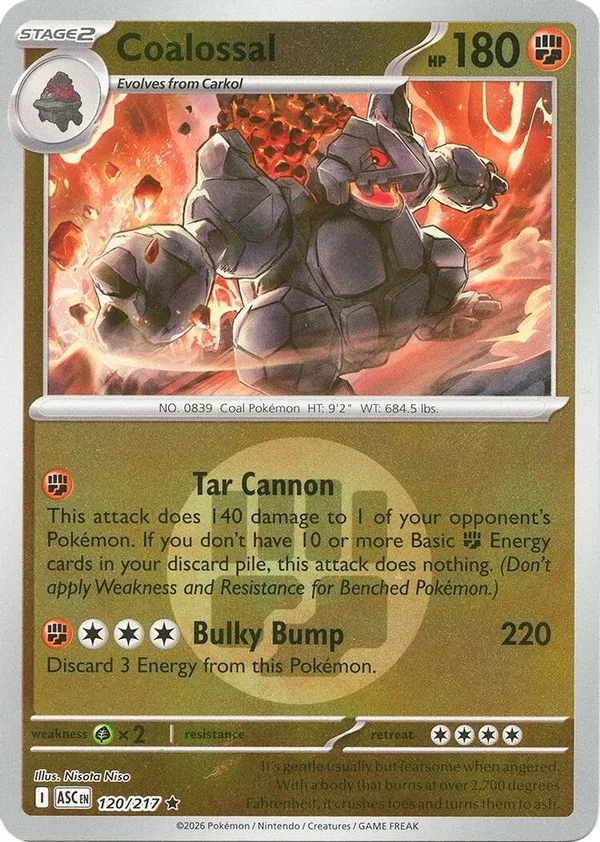 STAGE2
Coalossal
HP 180
Evolves from Carkol
NO. 0839 Coal Pokémon HT: 9'2" WT: 684.5 lbs.
Tar Cannon
This attack does 140 damage to 1 of your opponent's
Pokémon. If you don't have 10 or more Basic Energy
cards in your discard pile, this attack does nothing. (Don't
apply Weakness and Resistance for Benched Pokémon.)
Bulky Bump 220
Discard 3 Energy from this Pokémon.
weakness ×2 resistance retreat
It's gentle usually but fearsome when angered.
With a body that burns at over 2,700 degrees
Fahrenheit, it crushes foes and turns them to ash.
Illus. Nisota Niso
I ASC EN 120/217
©2026 Pokémon / Nintendo / Creatures / GAME FREAK